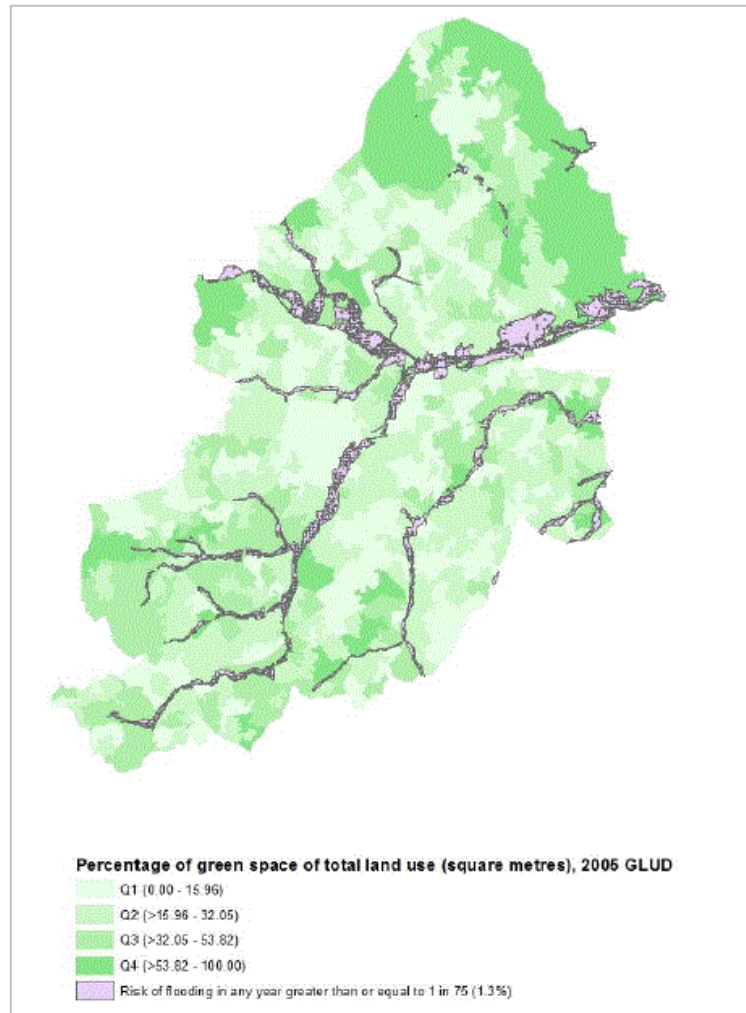 Percentage of green space of total land use (square metres), 2005 GLUD
Q1 (0.00 - 15.96)
Q2 (>15.96 - 32.05)
Q3 (>32.05 - 53.82)
Q4 (>53.82 - 100.00)
Risk of flooding in any year greater than or equal to 1 in 75 (1.3%)